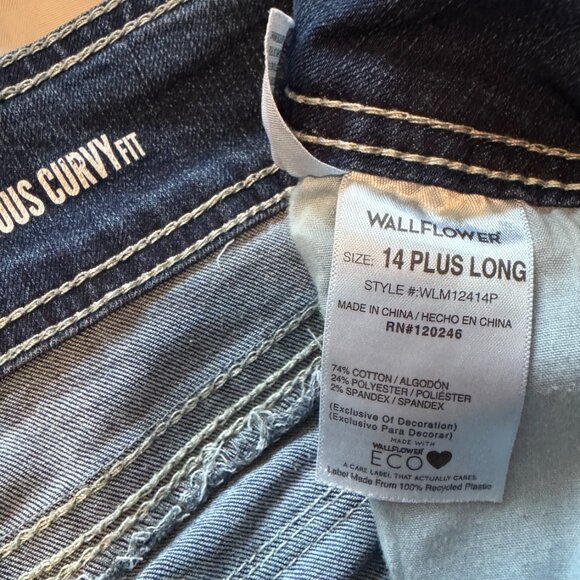 OUS CURVY FIT
WALLFLOWER
SIZE: 14 PLUS LONG
STYLE #:WLM12414P
MADE IN CHINA / HECHO EN CHINA
RN#120246
74% COTTON / ALGODÓN
24% POLYESTER / POLIÉSTER
2% SPANDEX / SPANDEX
(Exclusive Of Decoration)
(Exclusivo Para Decorar)
MADE WITH
WALLFLOWER
ECO
A CARE LABEL THAT ACTUALLY CARES.
Label Made From 100% Recycled Plastic